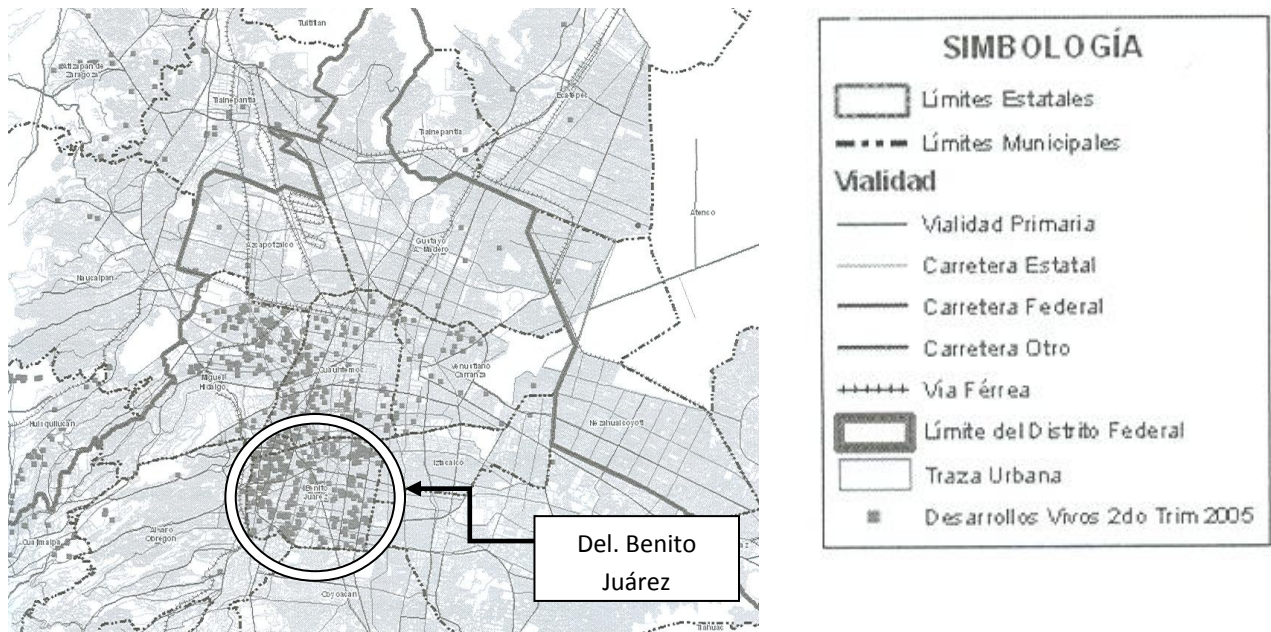 Tultitlan
Atizapan de
Zaragoza
Tlalnepantla
Ecatepec
Tlalnepantla
Atenco
Azcapotzalco
Gustavo
A. Madero
Naucalpan
Miguel
Hidalgo
Cuauhtemoc
Venustiano
Carranza
Huixquilucan
Nezahualcoyotl
Iztacalco
Benito
Juárez
Alvaro
Obregon
Cuajimalpa
Coyoacan
Tlahuac
Del. Benito
Juárez
SIMBOLOGÍA
Límites Estatales
Límites Municipales
Vialidad
Vialidad Primaria
Carretera Estatal
Carretera Federal
Carretera Otro
Vía Férrea
Límite del Distrito Federal
Traza Urbana
Desarrollos Vivos 2do Trim 2005